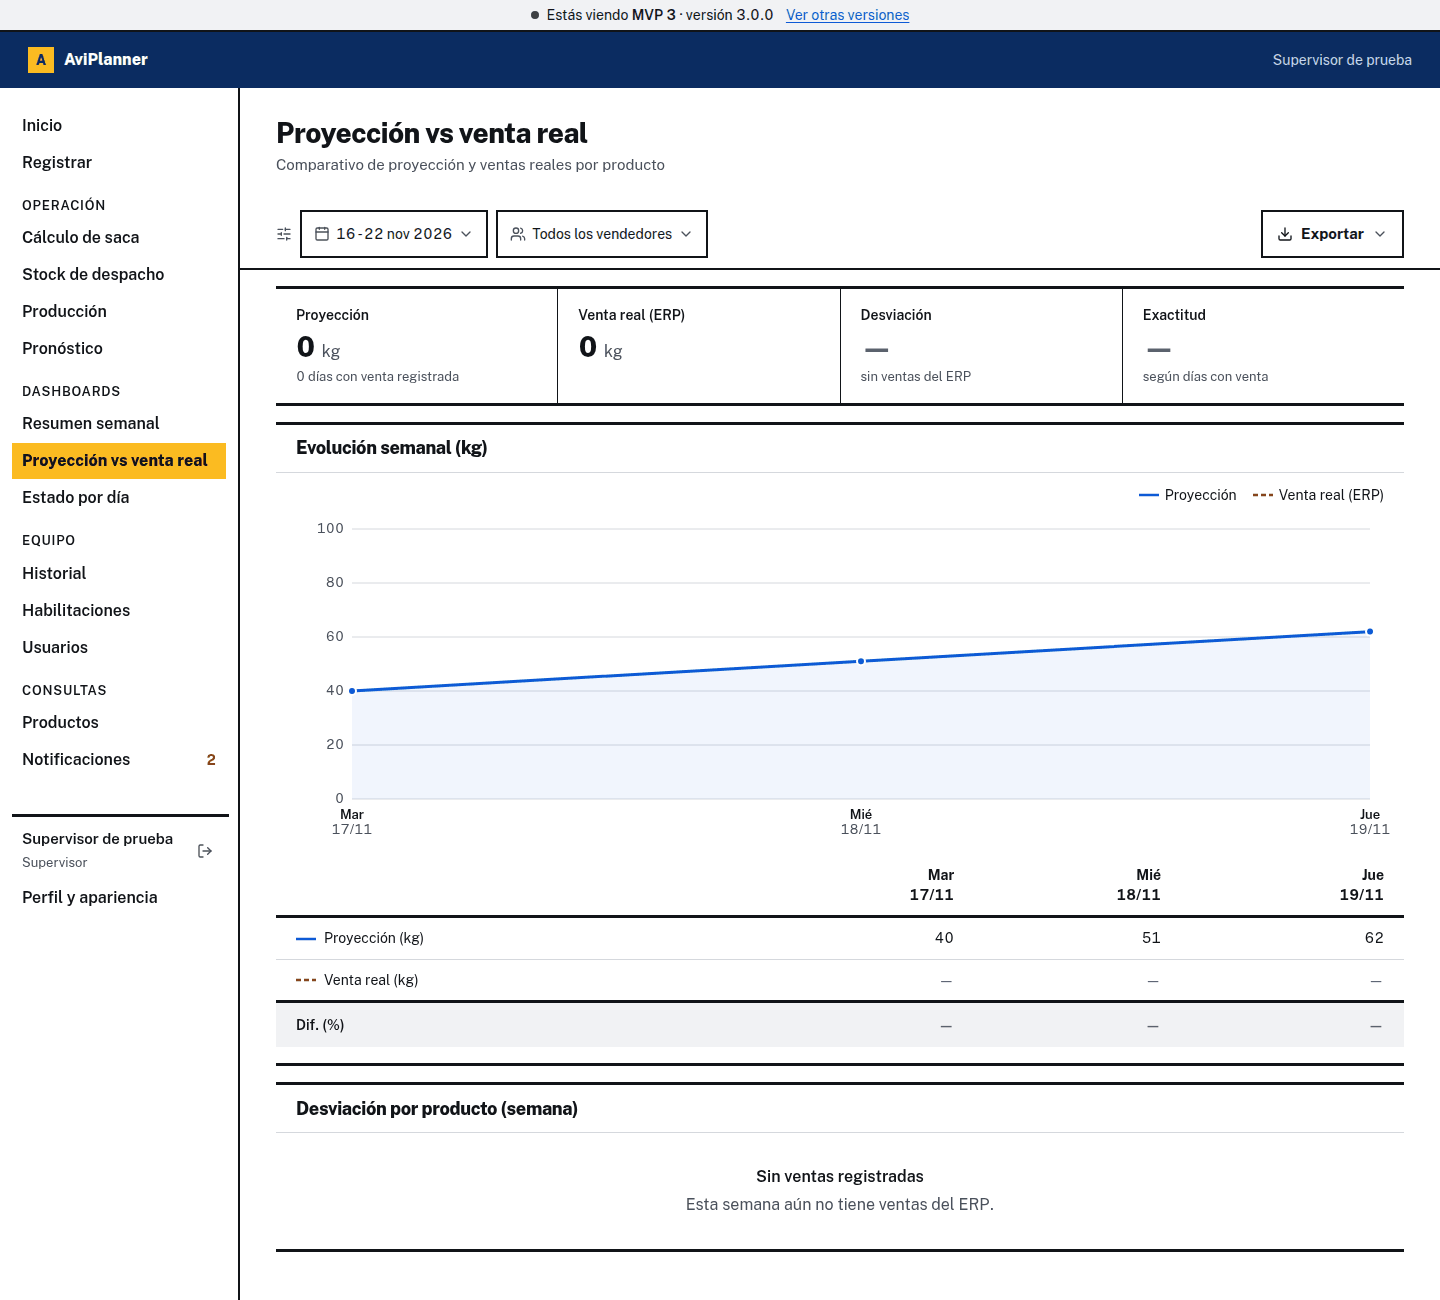 Estás viendo MVP 3 · versión 3.0.0 Ver otras versiones
A AviPlanner
Supervisor de prueba
Inicio
Registrar
OPERACIÓN
Cálculo de saca
Stock de despacho
Producción
Pronóstico
DASHBOARDS
Resumen semanal
Proyección vs venta real
Estado por día
EQUIPO
Historial
Habilitaciones
Usuarios
CONSULTAS
Productos
Notificaciones 2
Supervisor de prueba
Supervisor
Perfil y apariencia
Proyección vs venta real
Comparativo de proyección y ventas reales por producto
16-22 nov 2026
Todos los vendedores
Exportar
Proyección
0 kg
0 días con venta registrada
Venta real (ERP)
0 kg
Desviación
—
sin ventas del ERP
Exactitud
—
según días con venta
Evolución semanal (kg)
Proyección Venta real (ERP)
100
80
60
40
20
0
Mar Mié Jue
17/11 18/11 19/11
Mar Mié Jue
17/11 18/11 19/11
Proyección (kg) 40 51 62
Venta real (kg) — — —
Dif. (%) — — —
Desviación por producto (semana)
Sin ventas registradas
Esta semana aún no tiene ventas del ERP.